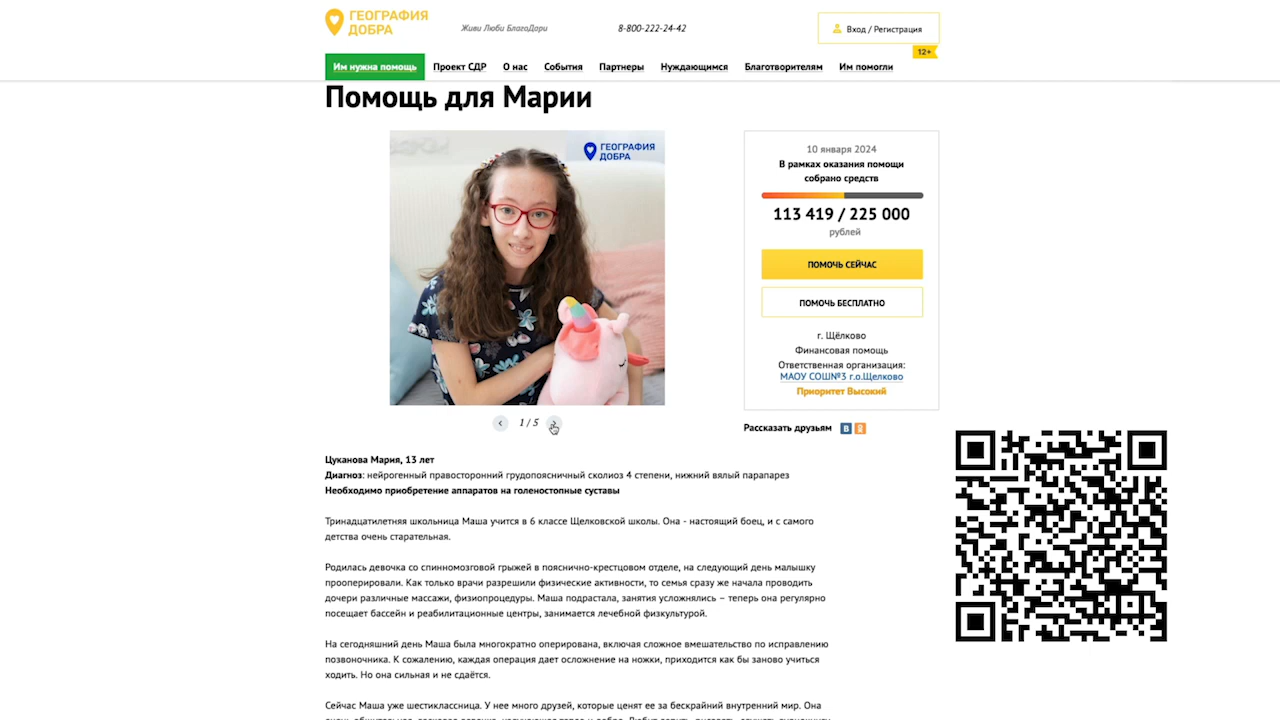 ГЕОГРАФИЯ
ДОБРА
Живи Люби БлагоДари
8-800-222-24-42
Вход / Регистрация
12+
Им нужна помощь
Проект СДР
О нас
События
Партнеры
Нуждающимся
Благотворителям
Им помогли
Помощь для Марии
ГЕОГРАФИЯ
ДОБРА
1 / 5
10 января 2024
В рамках оказания помощи
собрано средств
113 419 / 225 000
рублей
ПОМОЧЬ СЕЙЧАС
ПОМОЧЬ БЕСПЛАТНО
г. Щёлково
Финансовая помощь
Ответственная организация:
МАОУ СОШ№3 г.о.Щелково
Приоритет Высокий
Рассказать друзьям
Цуканова Мария, 13 лет
Диагноз: нейрогенный правосторонний грудопоясничный сколиоз 4 степени, нижний вялый парапарез
Необходимо приобретение аппаратов на голеностопные суставы
Тринадцатилетняя школьница Маша учится в 6 классе Щелковской школы. Она - настоящий боец, и с самого
детства очень старательная.
Родилась девочка со спинномозговой грыжей в пояснично-крестцовом отделе, на следующий день малышку
прооперировали. Как только врачи разрешили физические активности, то семья сразу же начала проводить
дочери различные массажи, физиопроцедуры. Маша подрастала, занятия усложнялись – теперь она регулярно
посещает бассейн и реабилитационные центры, занимается лечебной физкультурой.
На сегодняшний день Маша была многократно оперирована, включая сложное вмешательство по исправлению
позвоночника. К сожалению, каждая операция дает осложнение на ножки, приходится как бы заново учиться
ходить. Но она сильная и не сдаётся.
Сейчас Маша уже шестиклассница. У нее много друзей, которые ценят ее за бескрайний внутренний мир. Она